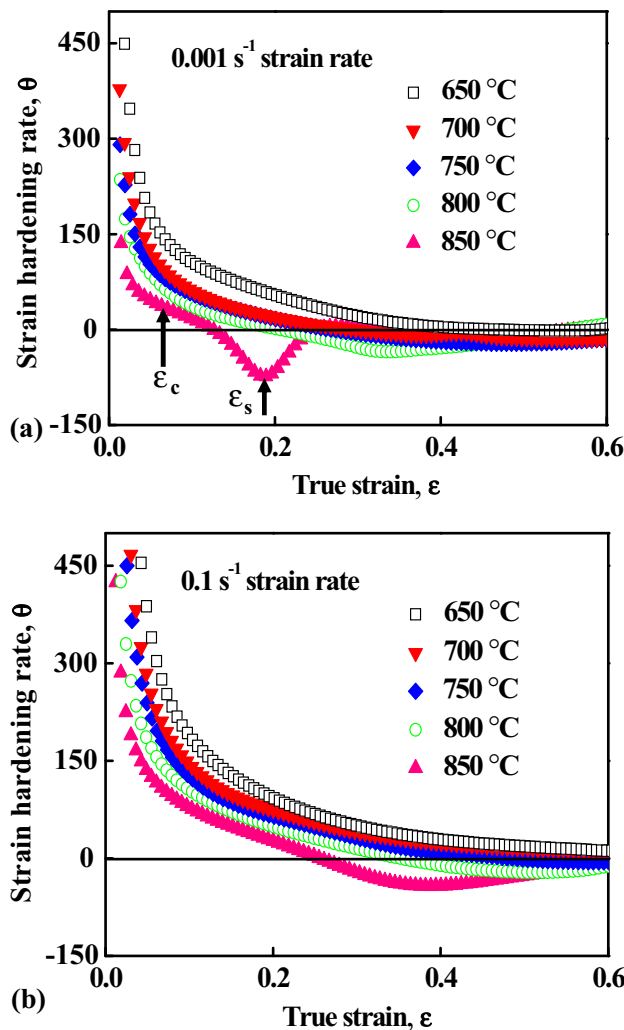 450
300
150
0
-150
Strain hardening rate, θ
0.001 s⁻¹ strain rate
650 °C
700 °C
750 °C
800 °C
850 °C
εc
εs
(a)
0.0 0.2 0.4 0.6
True strain, ε
450
300
150
0
-150
Strain hardening rate, θ
0.1 s⁻¹ strain rate
650 °C
700 °C
750 °C
800 °C
850 °C
0.0 0.2 0.4 0.6
(b)
True strain, ε